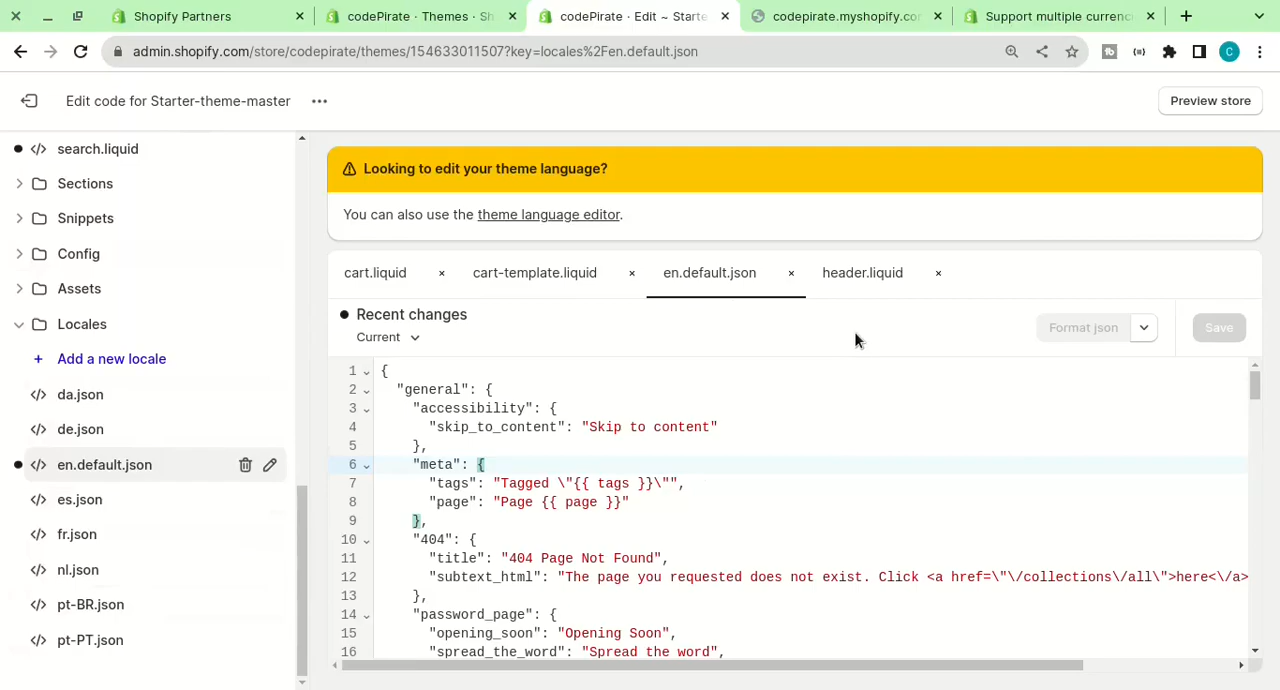 Shopify Partners
codePirate · Themes · Sh
codePirate · Edit ~ Starte
codepirate.myshopify.co
Support multiple currenc
admin.shopify.com/store/codepirate/themes/154633011507?key=locales%2Fen.default.json
C
Edit code for Starter-theme-master
Preview store
search.liquid
Sections
Snippets
Config
Assets
Locales
+ Add a new locale
da.json
de.json
en.default.json
es.json
fr.json
nl.json
pt-BR.json
pt-PT.json
Looking to edit your theme language?
You can also use the theme language editor.
cart.liquid
cart-template.liquid
en.default.json
header.liquid
Recent changes
Current
Format json
Save
1 {
2 "general": {
3 "accessibility": {
4 "skip_to_content": "Skip to content"
5 },
6 "meta": {
7 "tags": "Tagged \"{{ tags }}\"",
8 "page": "Page {{ page }}"
9 },
10 "404": {
11 "title": "404 Page Not Found",
12 "subtext_html": "The page you requested does not exist. Click <a href=\"\/collections\/all\">here<\/a>
13 },
14 "password_page": {
15 "opening_soon": "Opening Soon",
16 "spread_the_word": "Spread the word",